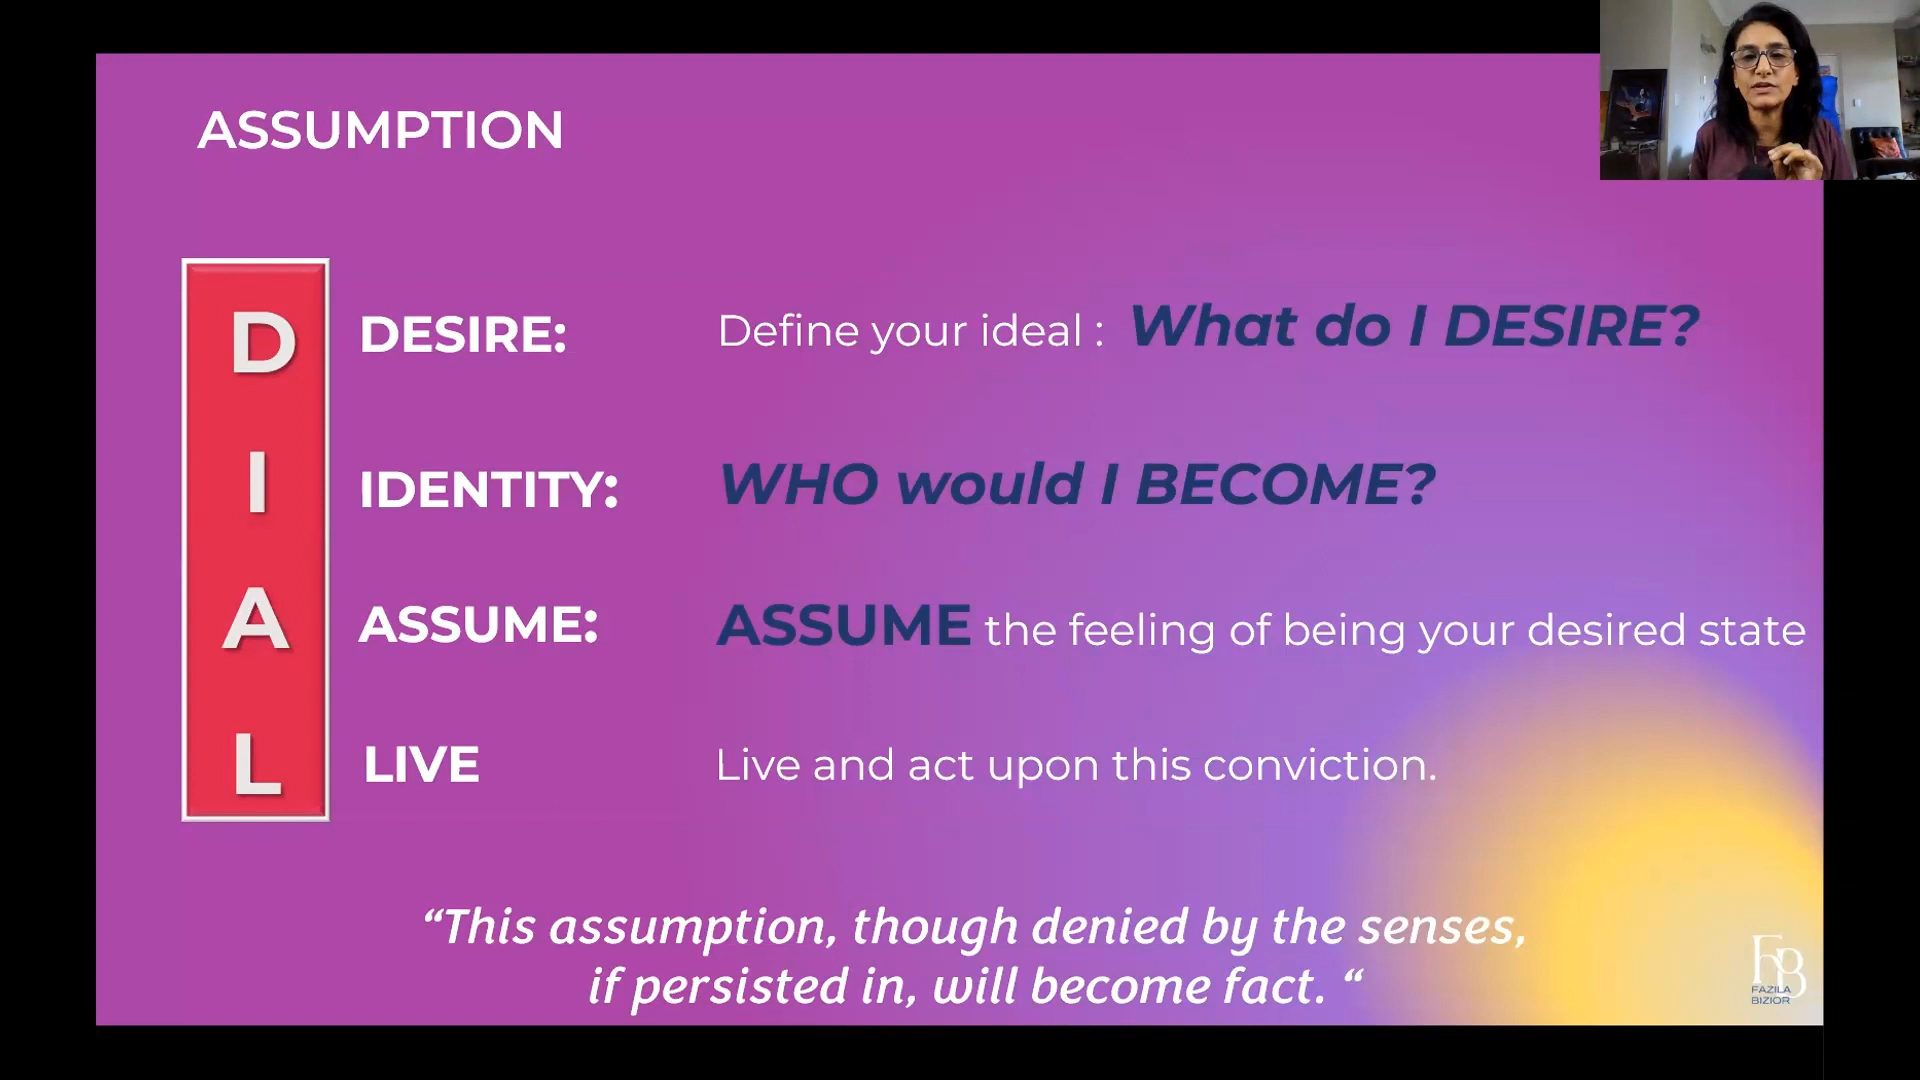 ASSUMPTION
D DESIRE: Define your ideal : What do I DESIRE?
I IDENTITY: WHO would I BECOME?
A ASSUME: ASSUME the feeling of being your desired state
L LIVE Live and act upon this conviction.
“This assumption, though denied by the senses,
if persisted in, will become fact. “
FB
FAZILA
BIZIOR